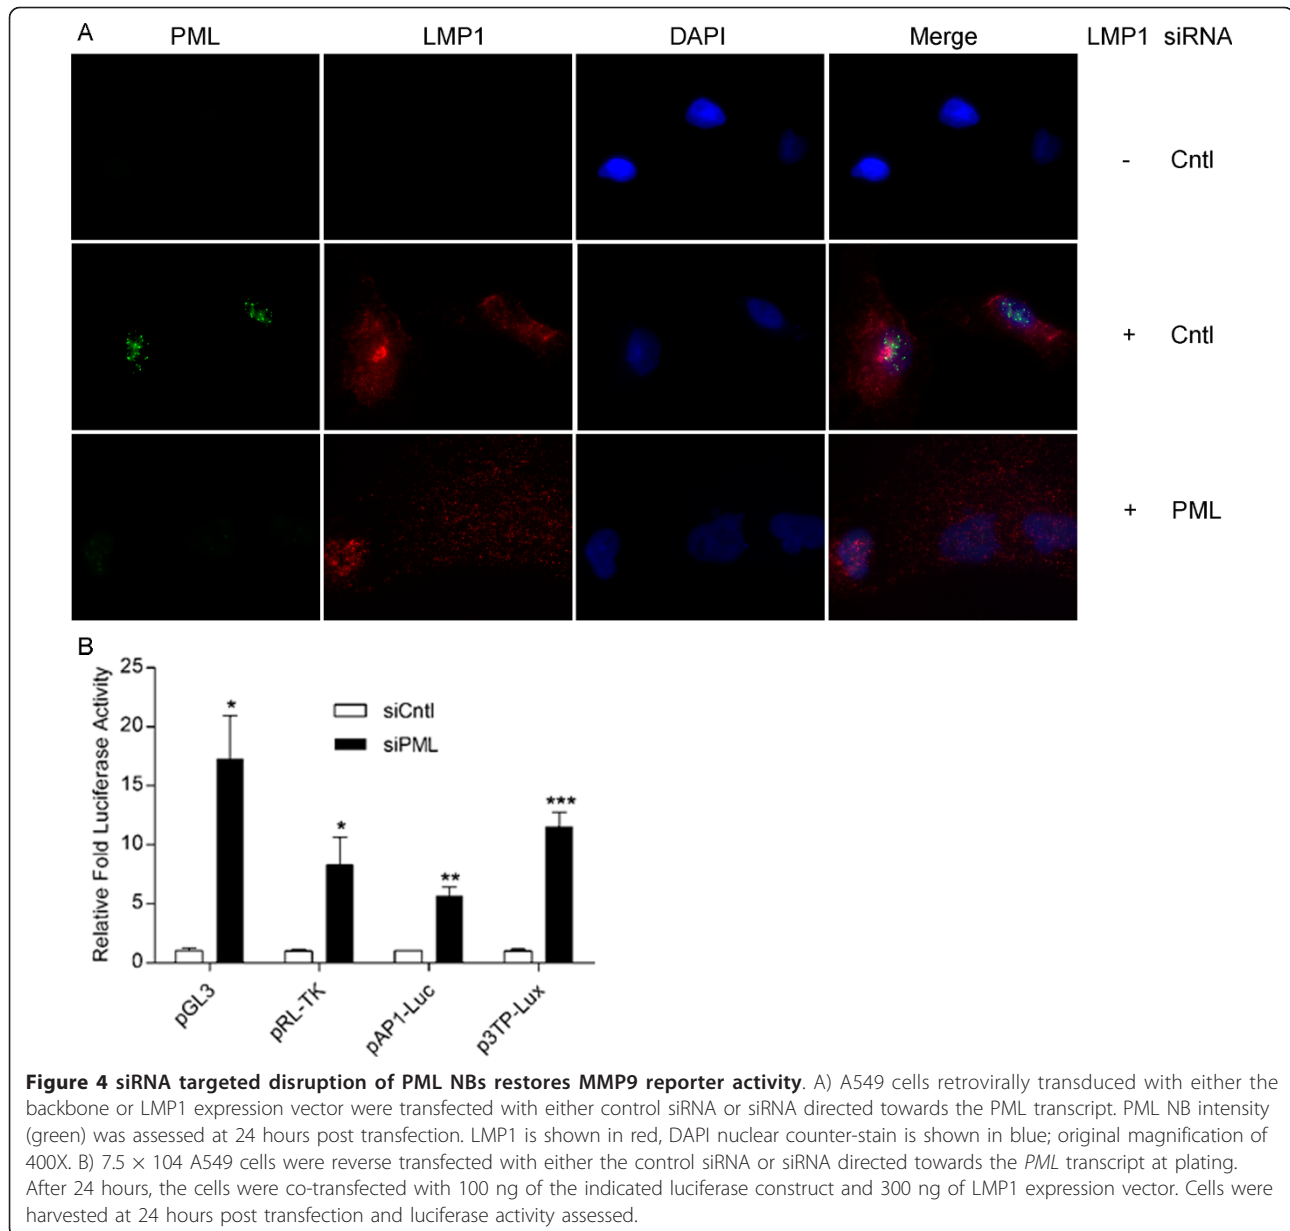 A
PML LMP1 DAPI Merge LMP1 siRNA
- Cntl
+ Cntl
+ PML
B
Relative Fold Luciferase Activity
25
20
15
10
5
0
siCntl
siPML
*
*
**
***
pGL3
pRL-TK
pAP1-Luc
p3TP-Lux
Figure 4 siRNA targeted disruption of PML NBs restores MMP9 reporter activity. A) A549 cells retrovirally transduced with either the
backbone or LMP1 expression vector were transfected with either control siRNA or siRNA directed towards the PML transcript. PML NB intensity
(green) was assessed at 24 hours post transfection. LMP1 is shown in red, DAPI nuclear counter-stain is shown in blue; original magnification of
400X. B) 7.5 × 104 A549 cells were reverse transfected with either the control siRNA or siRNA directed towards the PML transcript at plating.
After 24 hours, the cells were co-transfected with 100 ng of the indicated luciferase construct and 300 ng of LMP1 expression vector. Cells were
harvested at 24 hours post transfection and luciferase activity assessed.